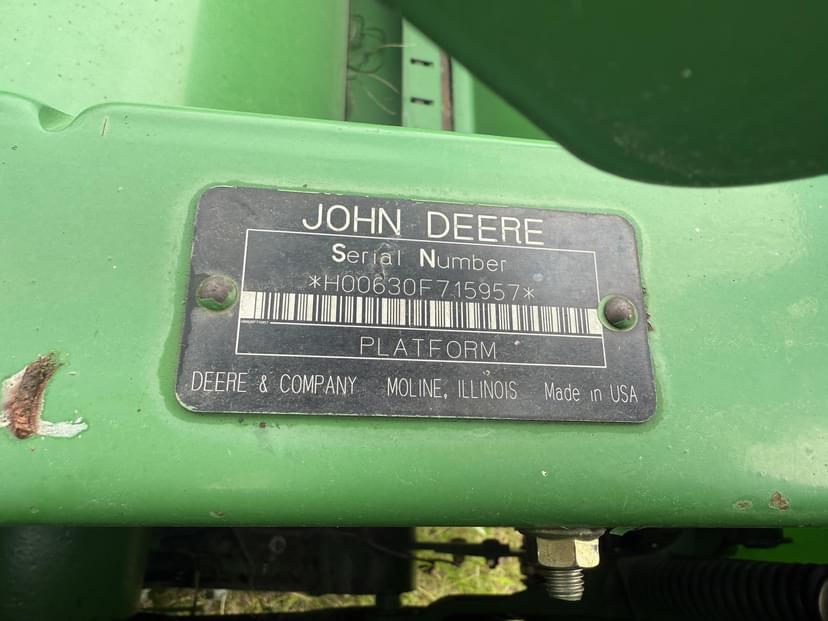 JOHN DEERE
Serial Number
*H00630F715957*
PLATFORM
DEERE & COMPANY MOLINE, ILLINOIS Made in USA